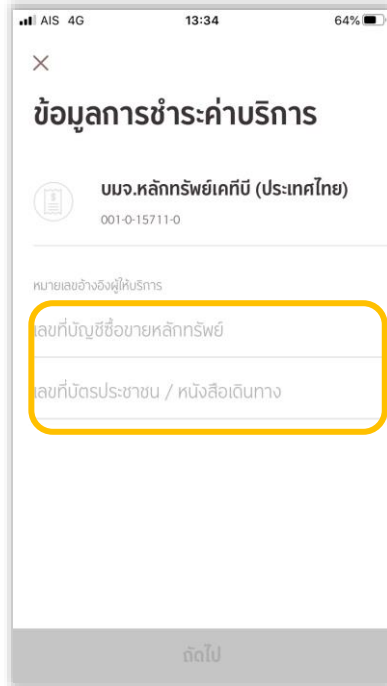 AIS 4G 13:34 64%
ข้อมูลการชำระค่าบริการ
บมจ.หลักทรัพย์เคทีบี (ประเทศไทย)
001-0-15711-0
หมายเลขอ้างอิงผู้ให้บริการ
เลขที่บัญชีซื้อขายหลักทรัพย์
เลขที่บัตรประชาชน / หนังสือเดินทาง
ถัดไป